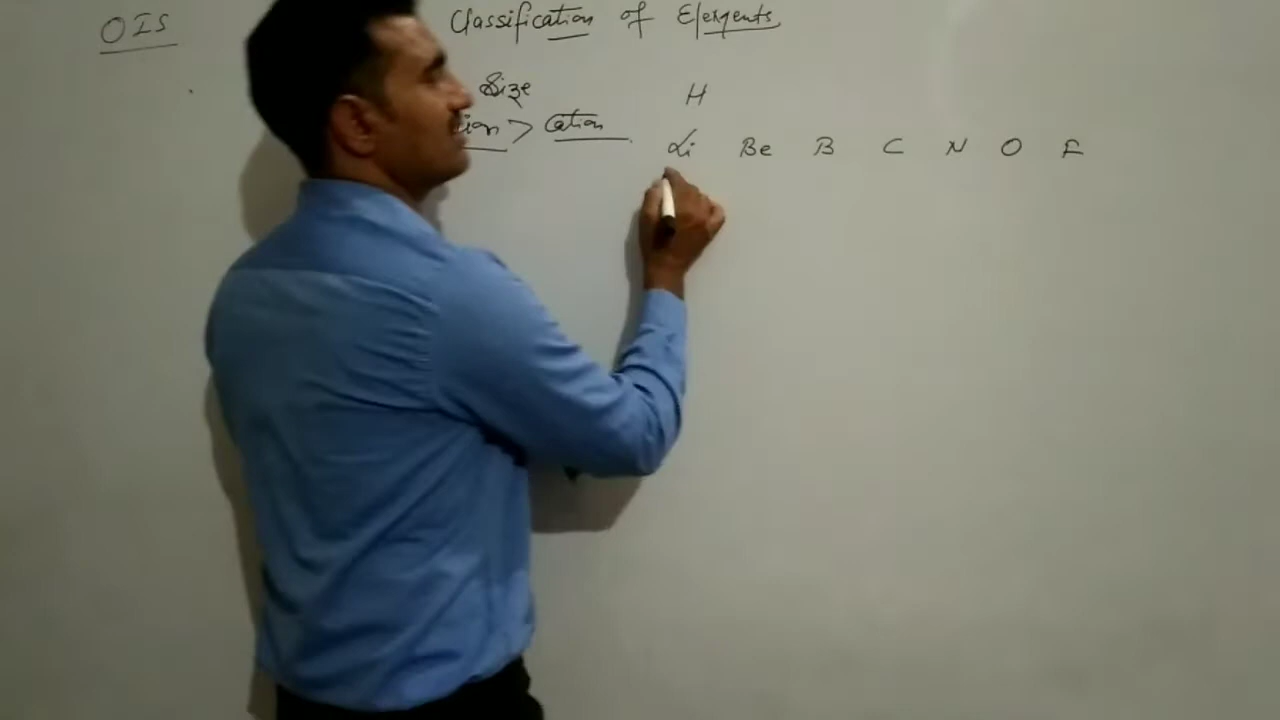 OIS
Classification of Elements
Size
> Cation
H
Li Be B C N O F